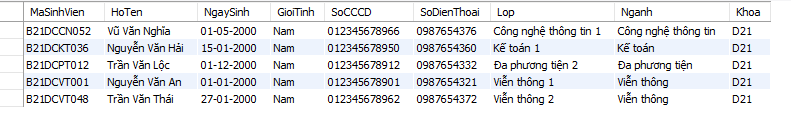 MaSinhVien HoTen NgaySinh GioiTinh SoCCCD SoDienThoai Lop Nganh Khoa
B21DCCN052 Vũ Văn Nghĩa 01-05-2000 Nam 012345678966 0987654376 Công nghệ thông tin 1 Công nghệ thông tin D21
B21DCKT036 Nguyễn Văn Hải 15-01-2000 Nam 012345678950 0987654360 Kế toán 1 Kế toán D21
B21DCPT012 Trần Văn Lộc 01-12-2000 Nam 012345678912 0987654332 Đa phương tiện 2 Đa phương tiện D21
B21DCVT001 Nguyễn Văn An 01-01-2000 Nam 012345678901 0987654321 Viễn thông 1 Viễn thông D21
B21DCVT048 Trần Văn Thái 27-01-2000 Nam 012345678962 0987654372 Viễn thông 2 Viễn thông D21